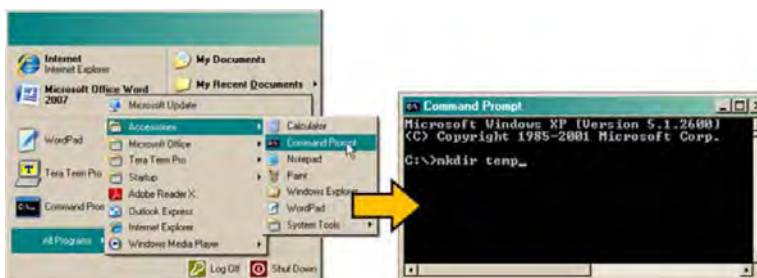 Internet
Internet Explorer
Microsoft Office Word
2007
WordPad
Tera Term Pro
Command Prom
All Programs
My Documents
My Recent Documents
Microsoft Update
Accessories
Microsoft Office
Tera Term Pro
Startup
Adobe Reader X
Outlook Express
Internet Explorer
Windows Media Player
Calculator
Command Prompt
Notepad
Paint
Windows Explorer
WordPad
System Tools
Log Off
Shut Down
Command Prompt
Microsoft Windows XP [Version 5.1.2600]
(C) Copyright 1985-2001 Microsoft Corp.
C:\>mkdir temp_